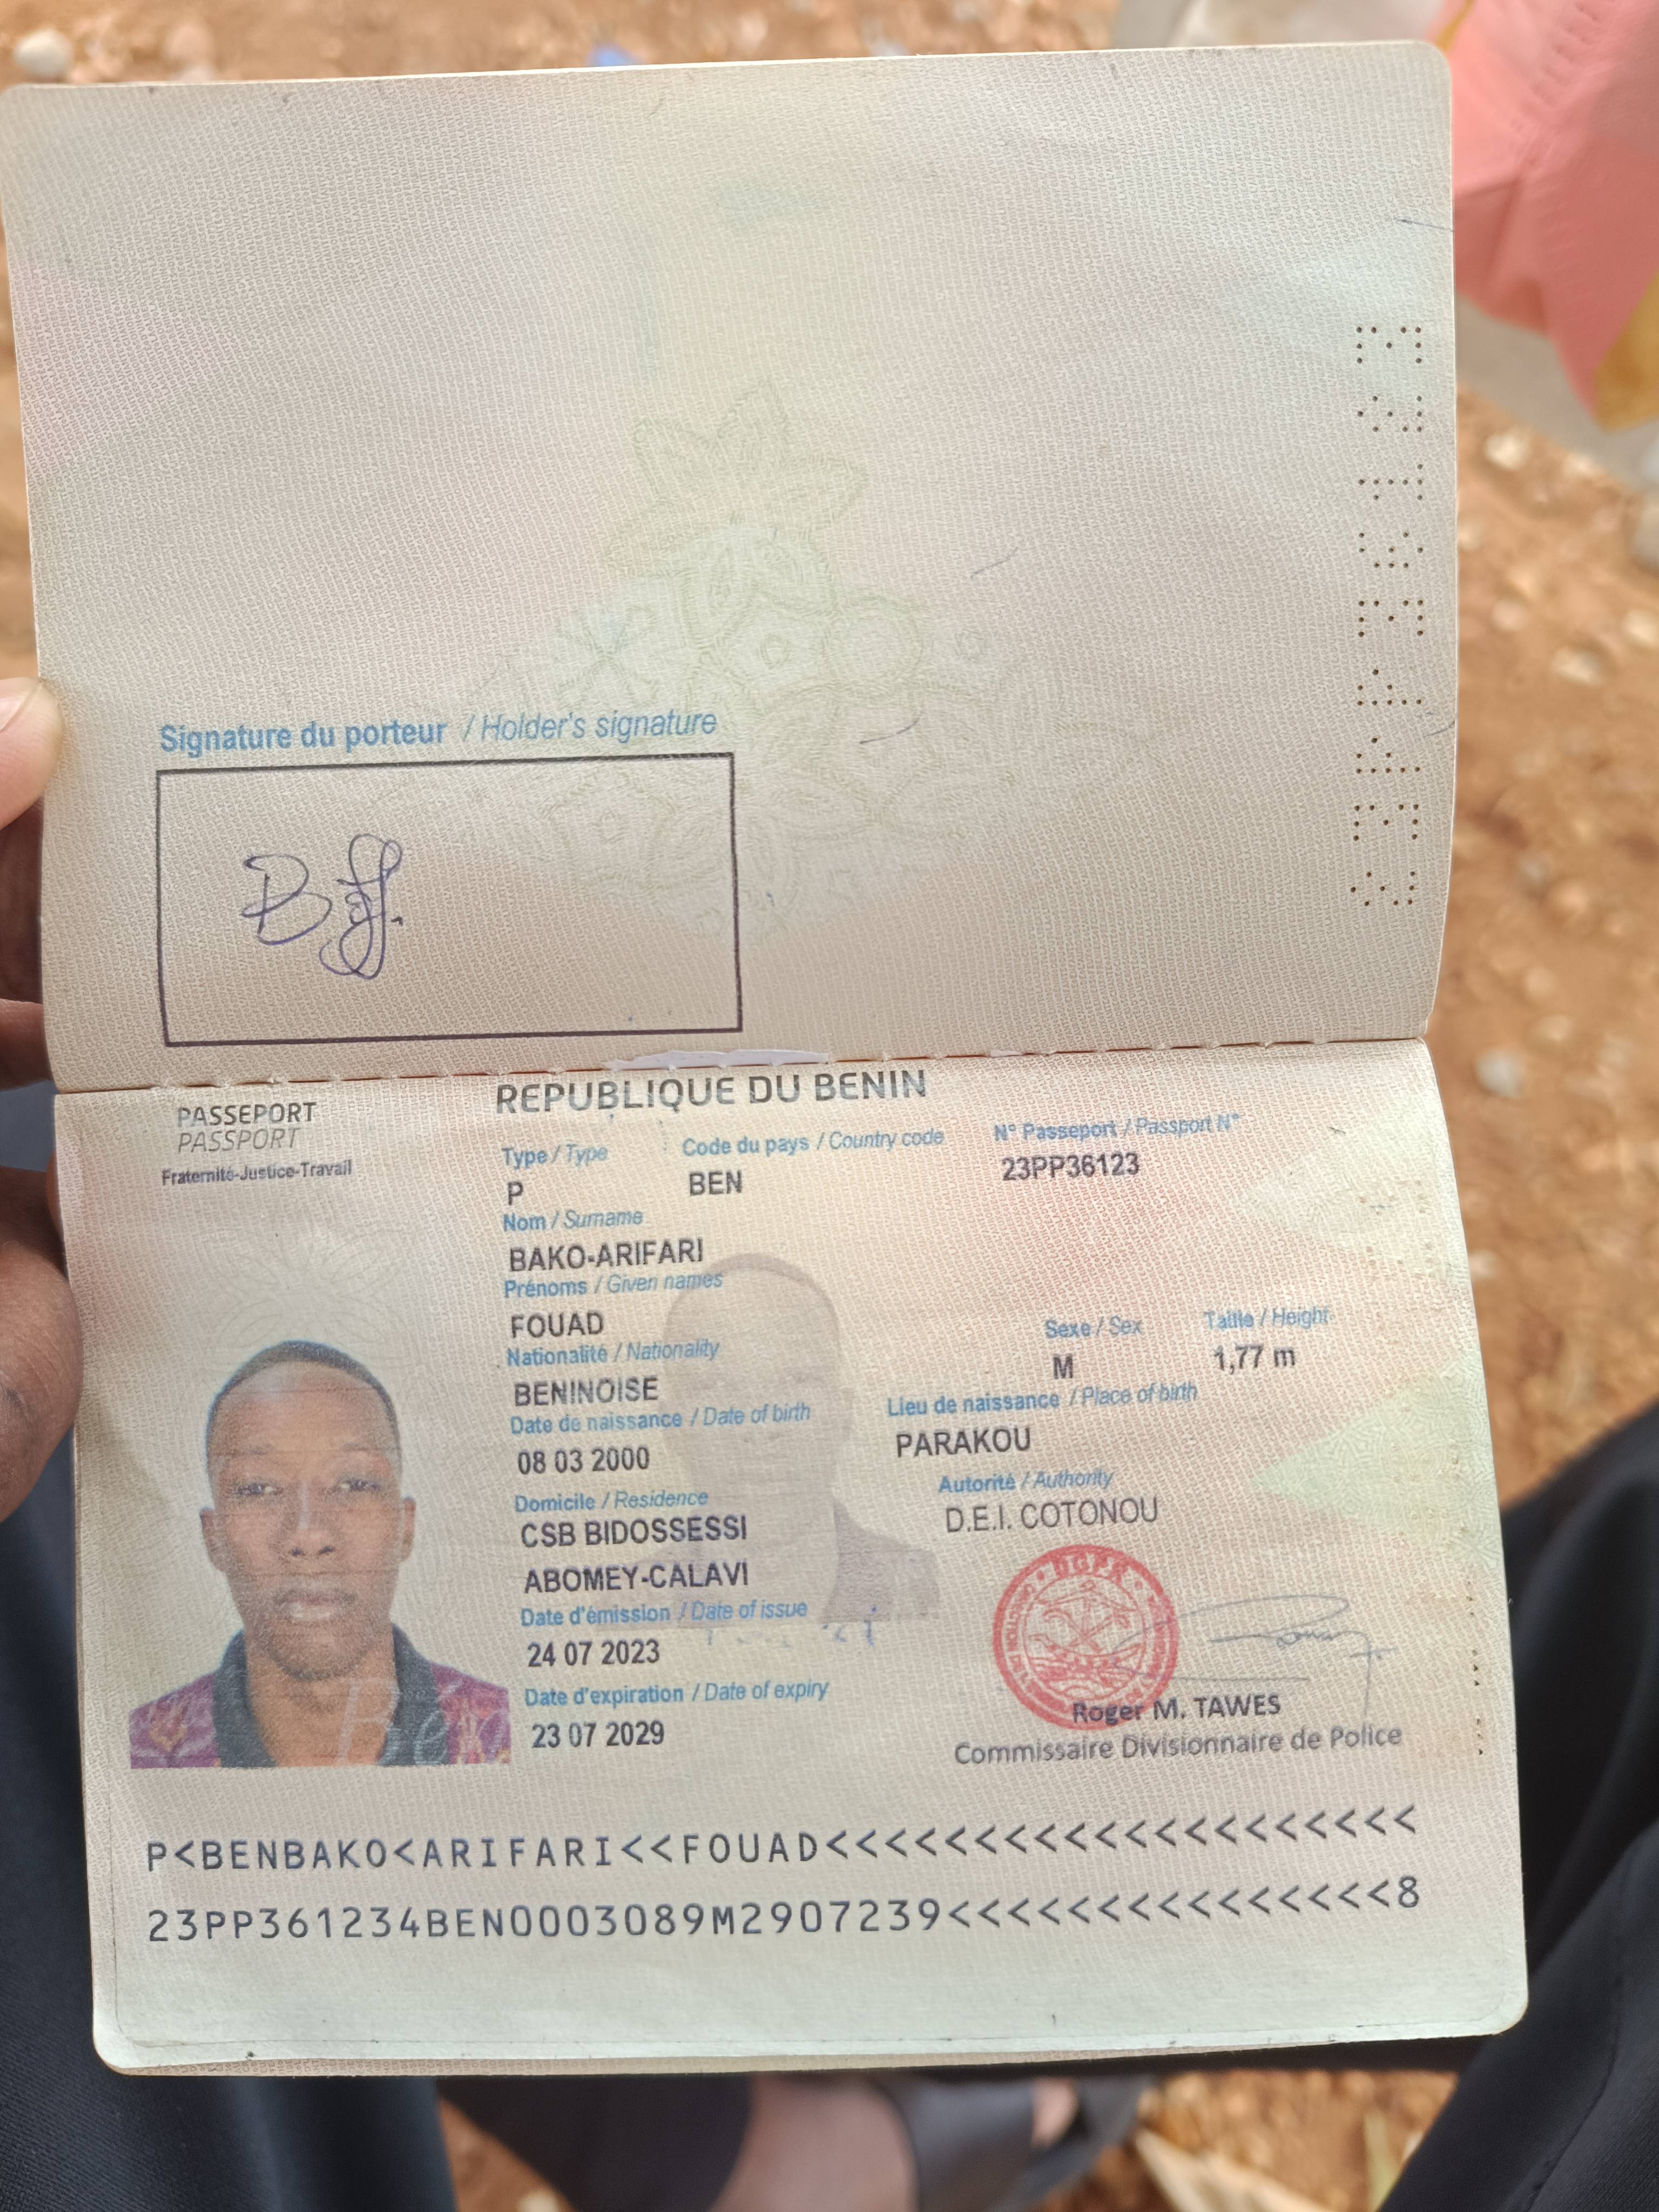 Signature du porteur / Holder's signature
REPUBLIQUE DU BENIN
PASSEPORT
PASSPORT
Fraternité-Justice-Travail
Type / Type
Code du pays / Country code
N° Passeport / Passport N°
P
BEN
23PP36123
Nom / Surname
BAKO-ARIFARI
Prénoms / Given names
FOUAD
Sexe / Sex
Taille / Height
M
1,77 m
Nationalité / Nationality
BENINOISE
Date de naissance / Date of birth
Lieu de naissance / Place of birth
08 03 2000
PARAKOU
Domicile / Residence
Autorité / Authority
CSB BIDOSSESSI
D.E.I. COTONOU
ABOMEY-CALAVI
Date d'émission / Date of issue
24 07 2023
Date d'expiration / Date of expiry
23 07 2029
Roger M. TAWES
Commissaire Divisionnaire de Police
P<BENBAKO<ARIFARI<<FOUAD<<<<<<<<<<<<<<<<<<<<
23PP361234BEN0003089M2907239<<<<<<<<<<<<<<<8